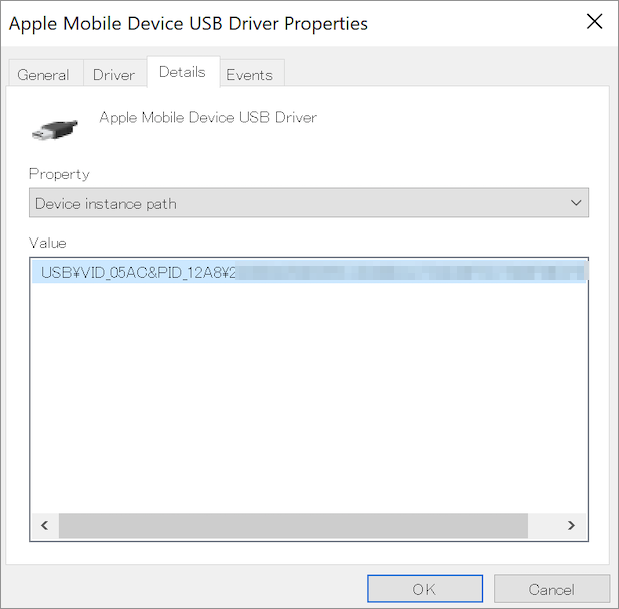 Apple Mobile Device USB Driver Properties
General Driver Details Events
Apple Mobile Device USB Driver
Property
Device instance path
Value
USB¥VID_05AC&PID_12A8¥2
OK Cancel